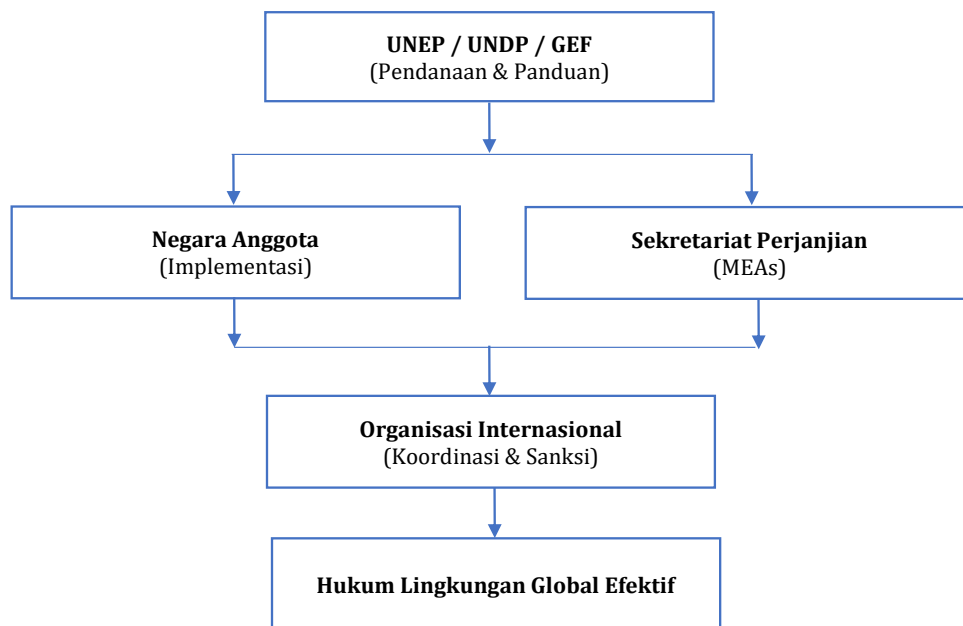 UNEP / UNDP / GEF
(Pendanaan & Panduan)
Negara Anggota
(Implementasi)
Sekretariat Perjanjian
(MEAs)
Organisasi Internasional
(Koordinasi & Sanksi)
Hukum Lingkungan Global Efektif